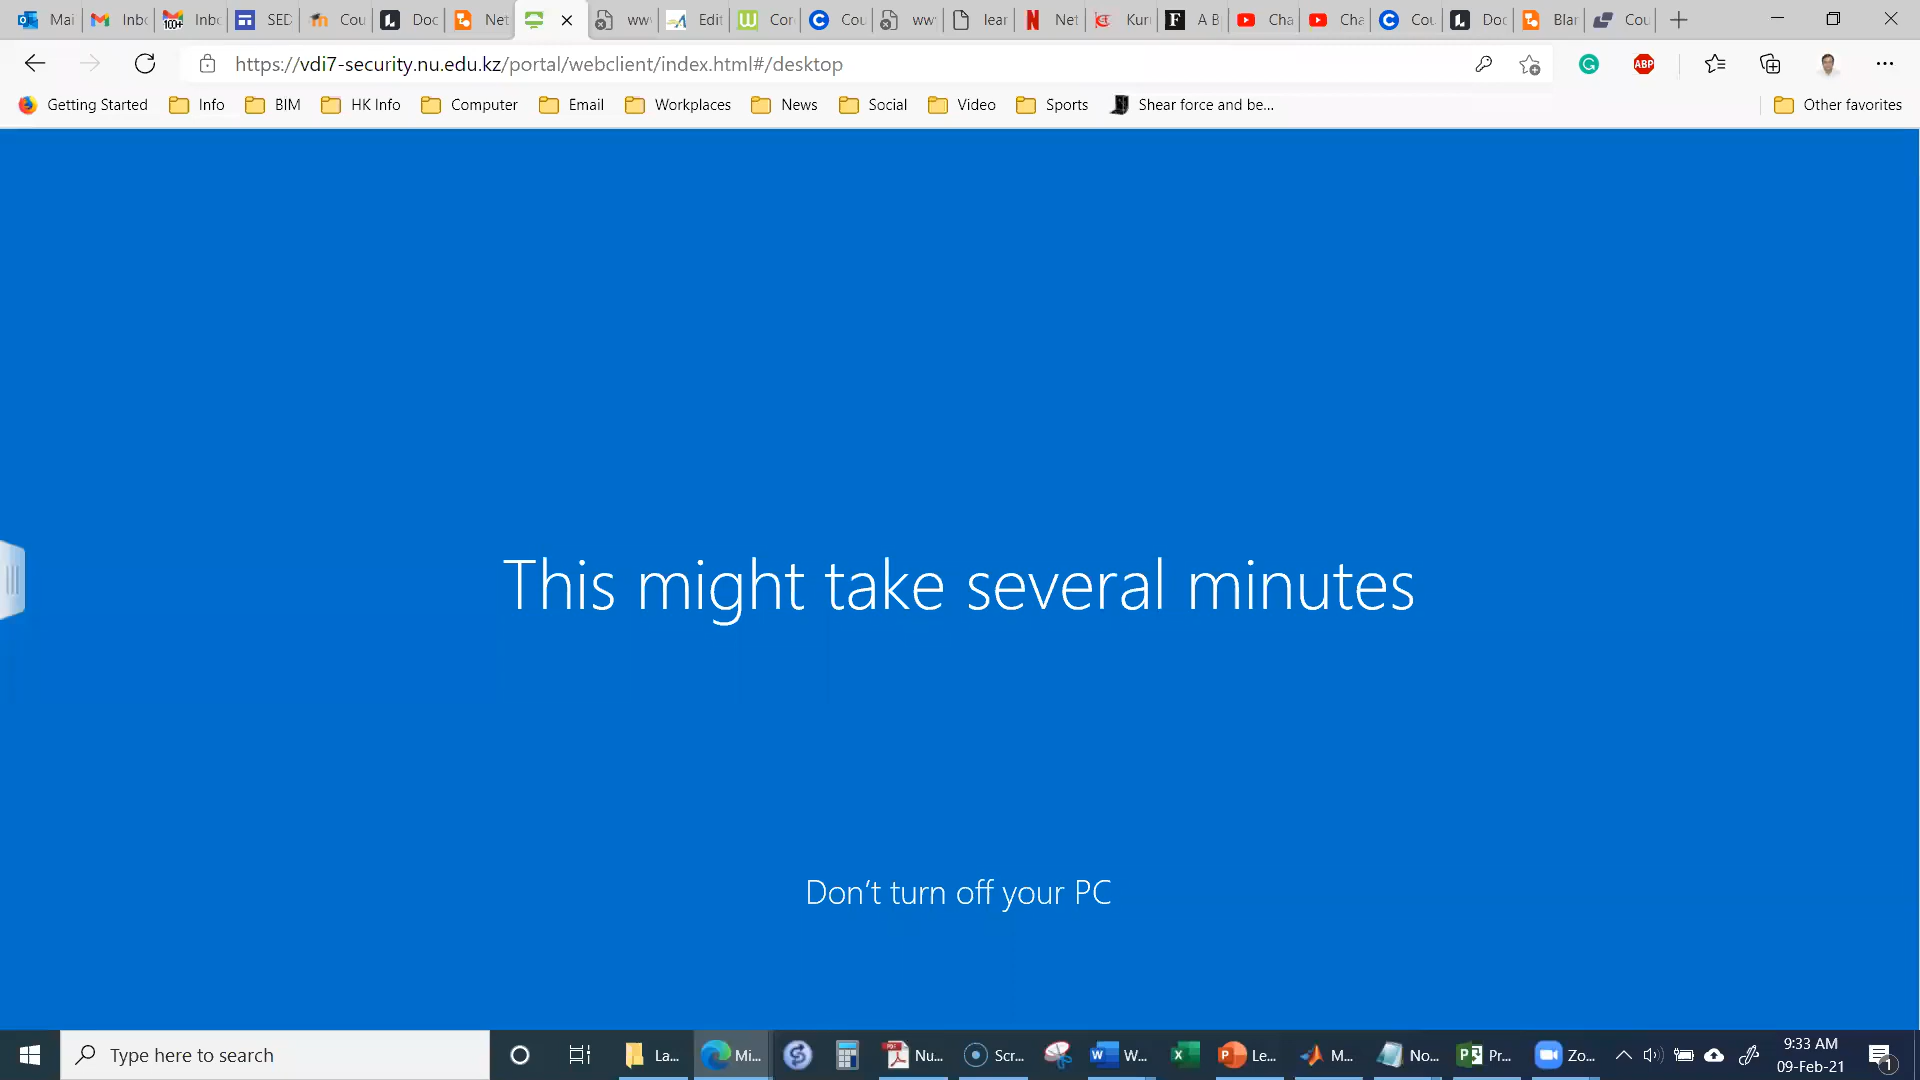 Mai
Inbo
100+
Inbo
SED
Cou
Doc
Net
ww
Edit
Cor
Cou
ww
lear
Net
Kur
A B
Cha
Cha
Cou
Doc
Blar
Cou
https://vdi7-security.nu.edu.kz/portal/webclient/index.html#/desktop
ABP
Getting Started
Info
BIM
HK Info
Computer
Email
Workplaces
News
Social
Video
Sports
Shear force and be...
Other favorites
This might take several minutes
Don't turn off your PC
Type here to search
La...
Mi...
Nu...
Scr...
W...
Le...
M...
No...
Pr...
Zo...
9:33 AM
09-Feb-21
1